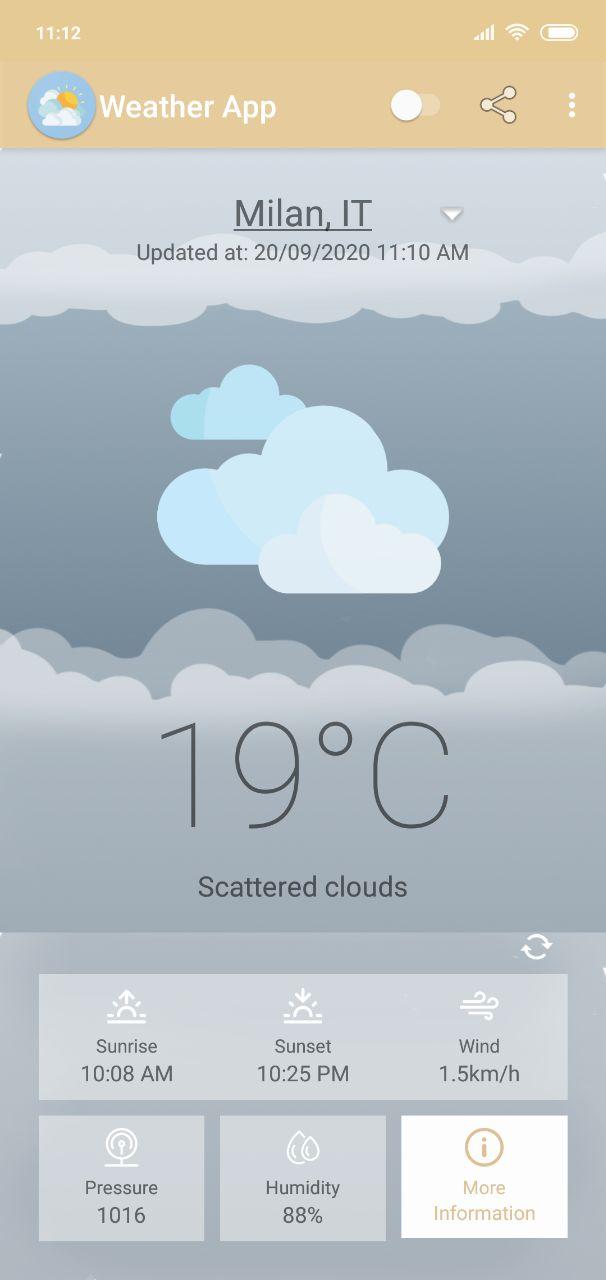 11:12
Weather App
Milan, IT
Updated at: 20/09/2020 11:10 AM
19°C
Scattered clouds
Sunrise
10:08 AM
Sunset
10:25 PM
Wind
1.5km/h
Pressure
1016
Humidity
88%
More
Information